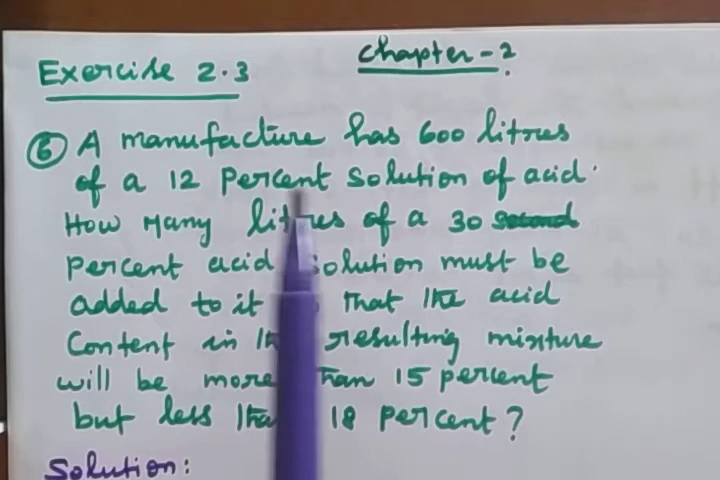 Chapter-2
Exercise 2.3
6 A manufacture has 600 litres
of a 12 Percent Solution of acid.
How Many litres of a 30
Percent acid solution must be
added to it that the acid
Content in resulting mixture
will be more than 15 percent
but less 18 percent?
Solution: